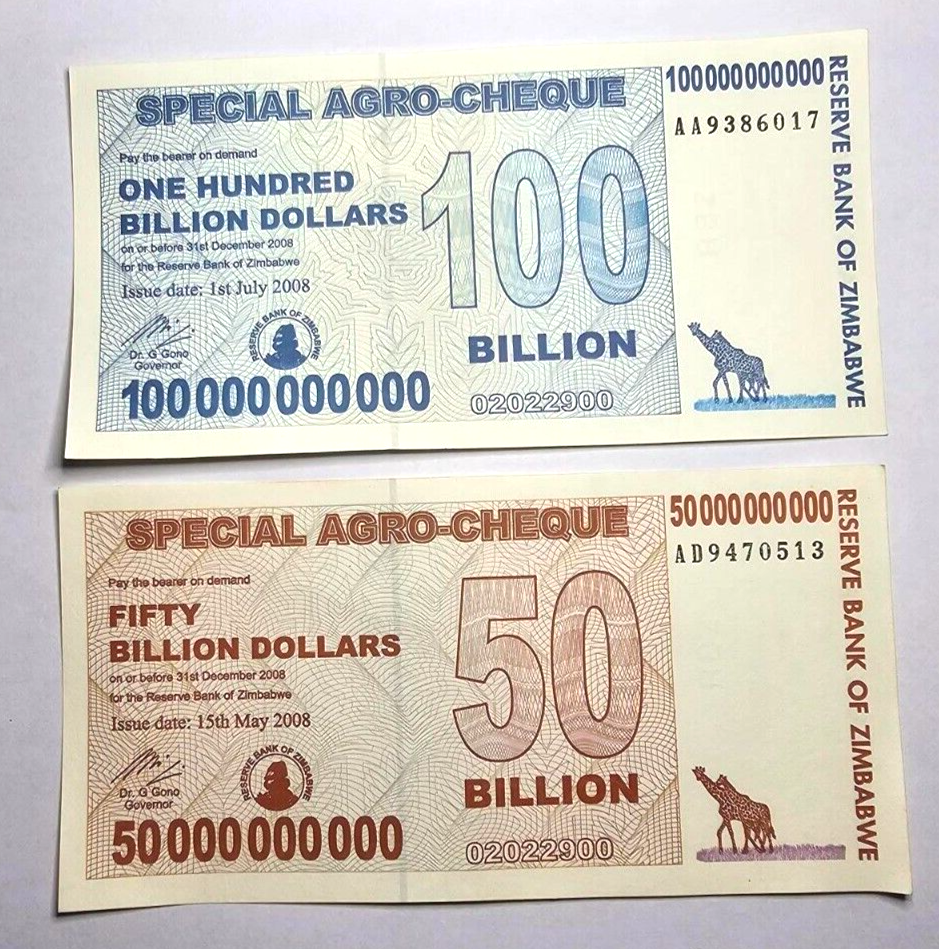 SPECIAL AGRO-CHEQUE
100000000000
AA9386017
Pay the bearer on demand
ONE HUNDRED
BILLION DOLLARS
on or before 31st December 2008
for the Reserve Bank of Zimbabwe
Issue date: 1st July 2008
100
BILLION
RESERVE BANK OF ZIMBABWE
Dr. G Gono
Governor
RESERVE BANK OF ZIMBABWE
100000000000
02022900
SPECIAL AGRO-CHEQUE
50000000000
AD9470513
Pay the bearer on demand
FIFTY
BILLION DOLLARS
on or before 31st December 2008
for the Reserve Bank of Zimbabwe
Issue date: 15th May 2008
50
BILLION
RESERVE BANK OF ZIMBABWE
Dr. G Gono
Governor
RESERVE BANK OF ZIMBABWE
50000000000
02022900